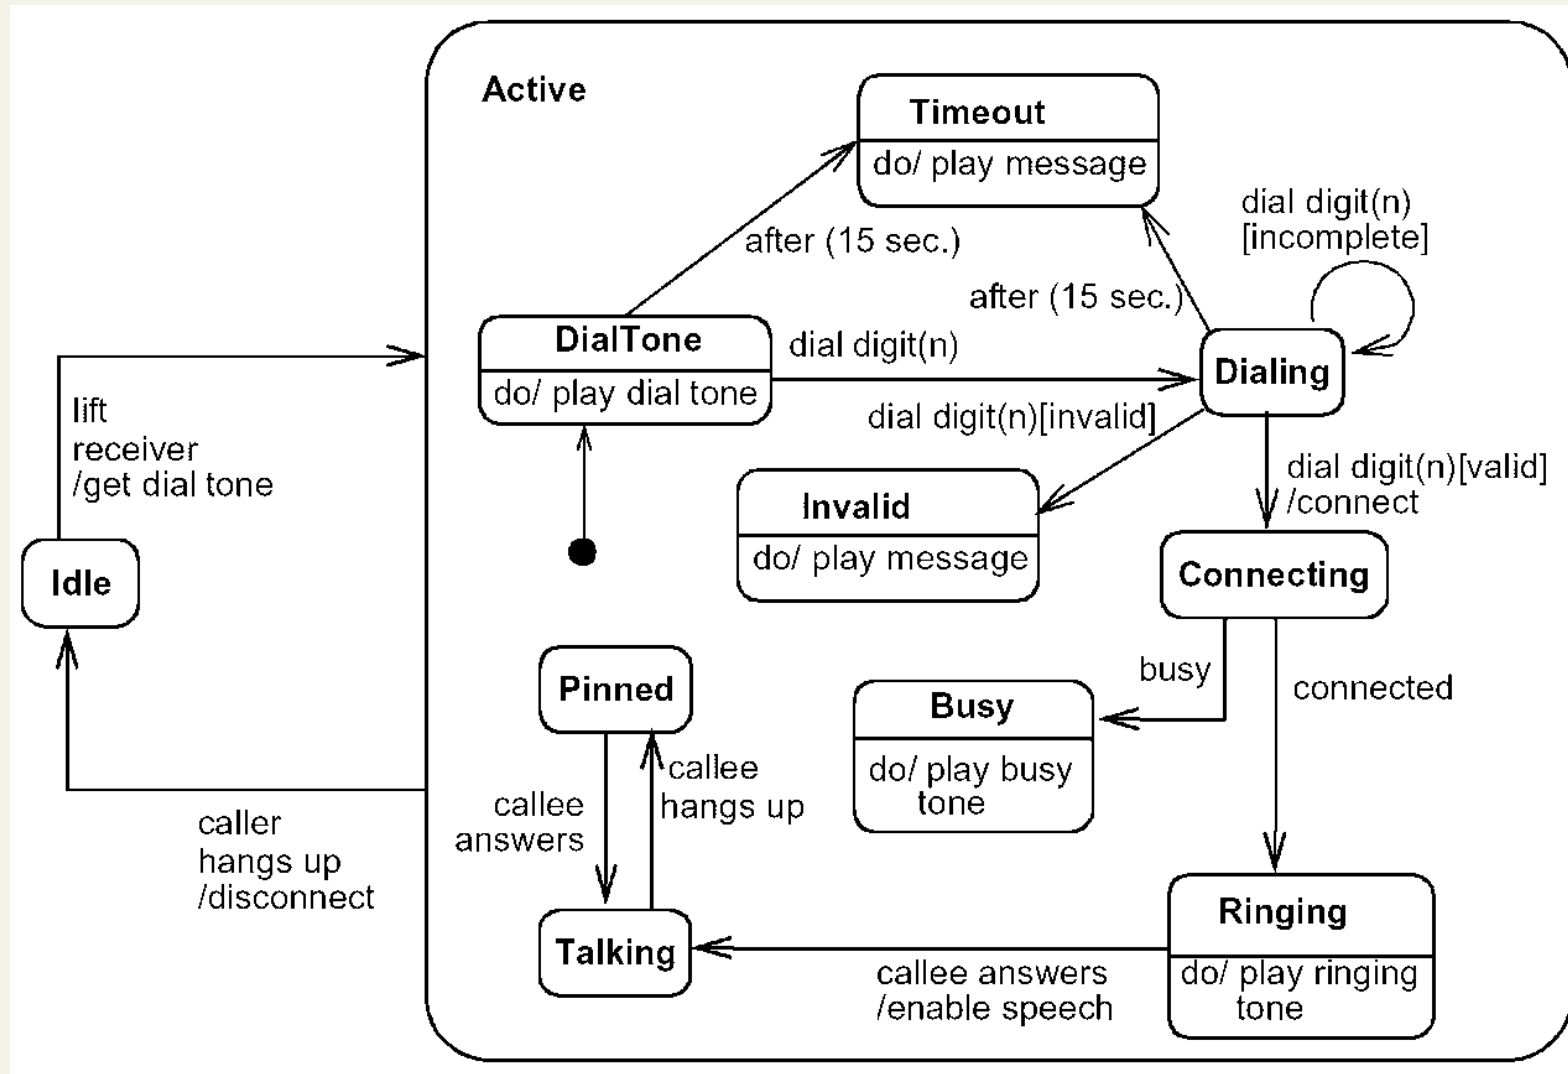 Active
Timeout
do/ play message
dial digit(n)
[incomplete]
after (15 sec.)
after (15 sec.)
DialTone
do/ play dial tone
dial digit(n)
Dialing
lift
receiver
/get dial tone
dial digit(n)[invalid]
dial digit(n)[valid]
/connect
Invalid
do/ play message
Idle
Connecting
Pinned
busy
connected
Busy
do/ play busy
tone
callee
hangs up
callee
answers
caller
hangs up
/disconnect
Talking
callee answers
/enable speech
Ringing
do/ play ringing
tone